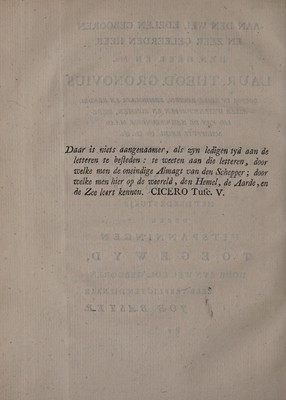 Daar is niets aangenaamer, als zyn ledigen tyd aan de
letteren te besteden: te weeten aan die letteren, door
welke men de oneindige Almagt van den Schepper; door
welke men hier op de wereld, den Hemel, de Aarde, en
de Zee leert kennen. CICERO Tusc. V.